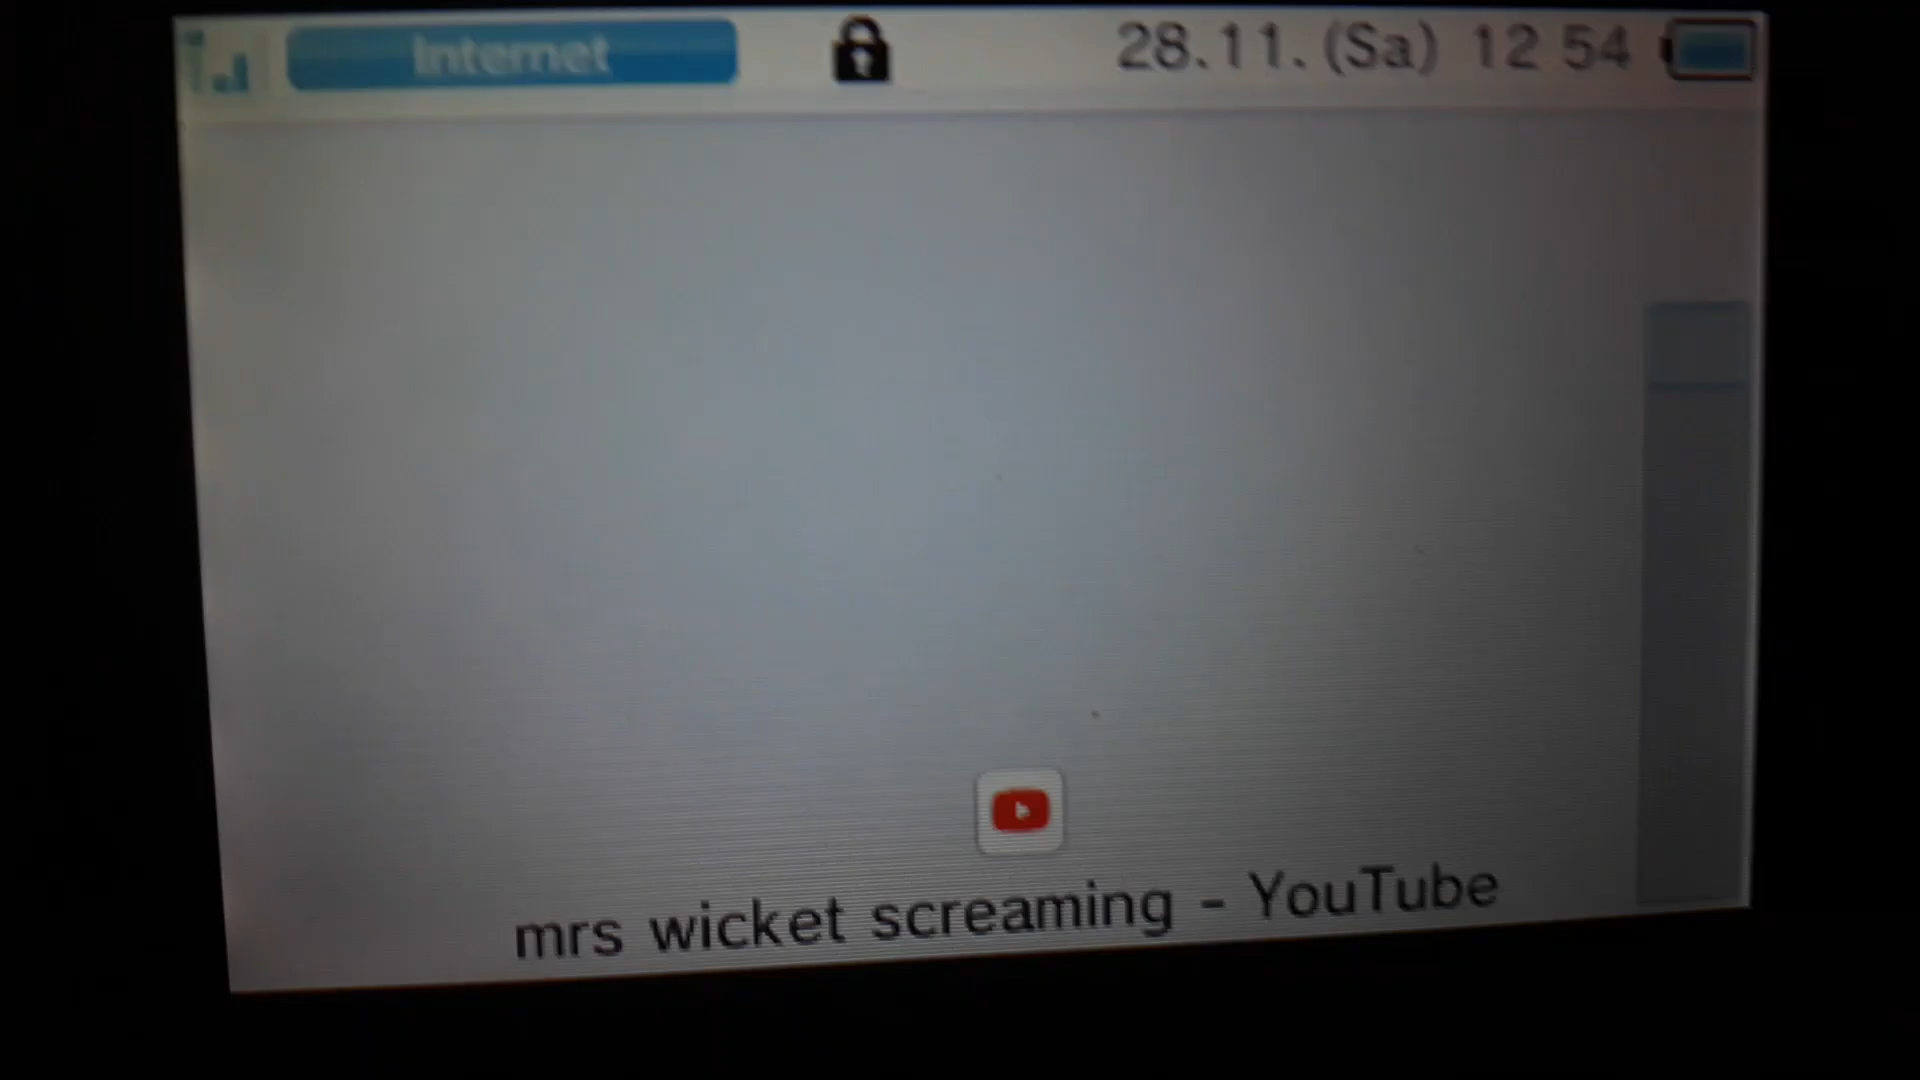 Internet 28.11. (Sa) 12 54
mrs wicket screaming - YouTube